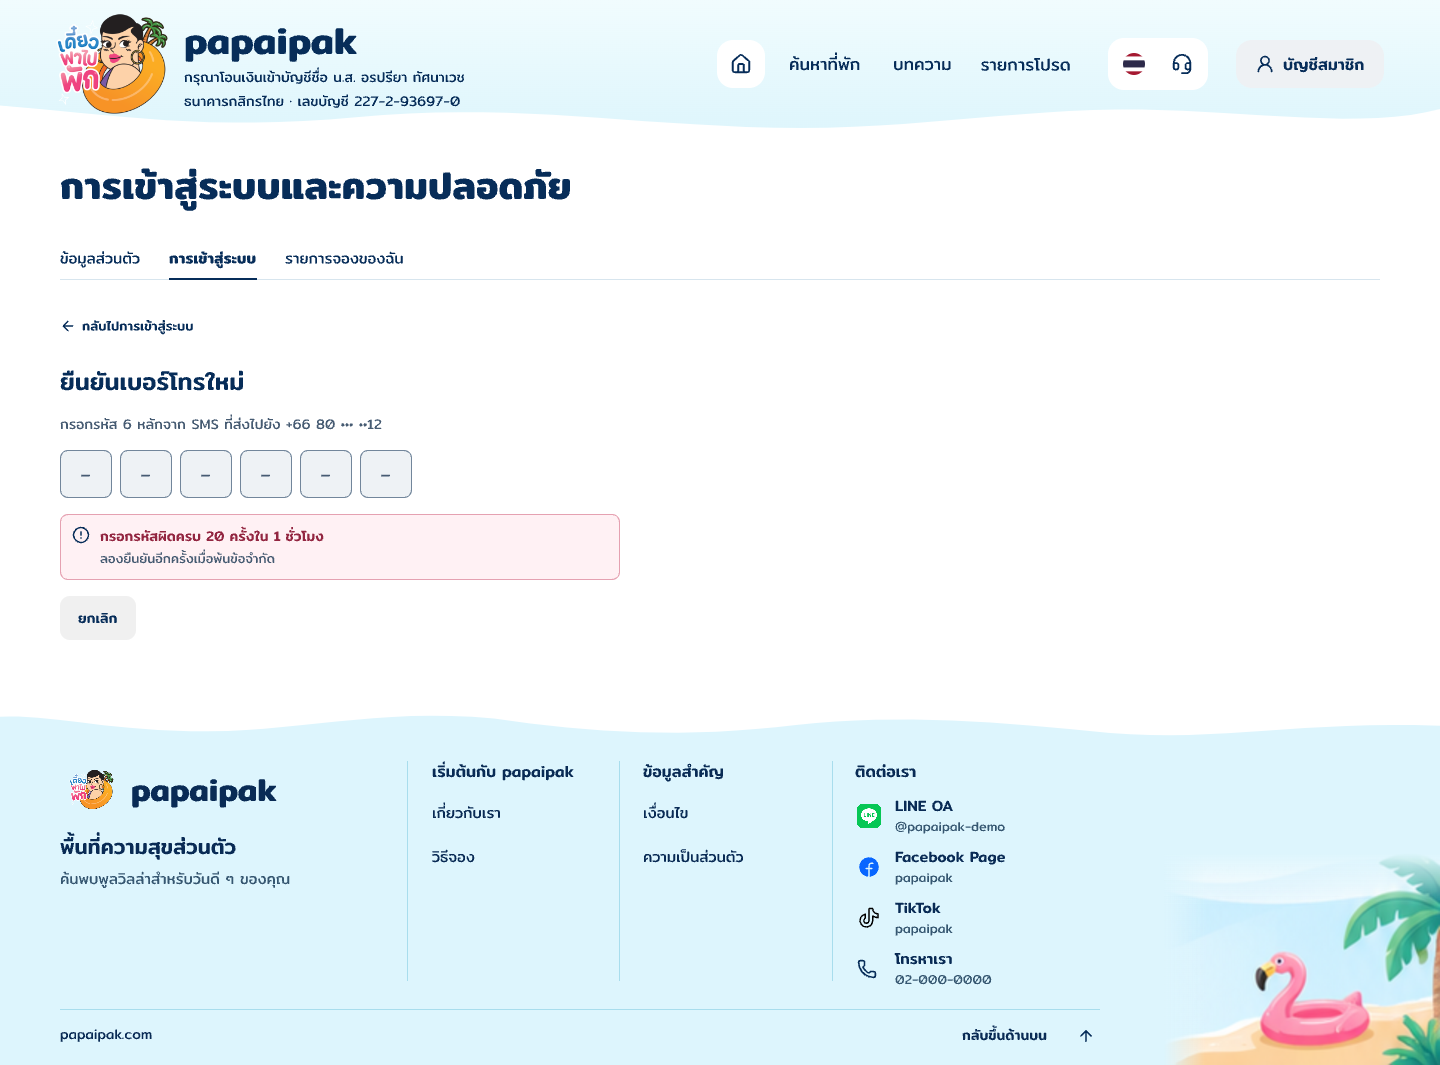 เดี๋ยว
พาไป
พัก
papaipak
กรุณาโอนเงินเข้าบัญชีชื่อ น.ส. อรปรียา ทัศนาเวช
ธนาคารกสิกรไทย · เลขบัญชี 227-2-93697-0
ค้นหาที่พัก
บทความ
รายการโปรด
บัญชีสมาชิก
การเข้าสู่ระบบและความปลอดภัย
ข้อมูลส่วนตัว
การเข้าสู่ระบบ
รายการจองของฉัน
กลับไปการเข้าสู่ระบบ
ยืนยันเบอร์โทรใหม่
กรอกรหัส 6 หลักจาก SMS ที่ส่งไปยัง +66 80 ••• ••12
– – – – – –
กรอกรหัสผิดครบ 20 ครั้งใน 1 ชั่วโมง
ลองยืนยันอีกครั้งเมื่อพ้นข้อจำกัด
ยกเลิก
เดี๋ยว
พาไป
พัก
papaipak
พื้นที่ความสุขส่วนตัว
ค้นพบพูลวิลล่าสำหรับวันดี ๆ ของคุณ
เริ่มต้นกับ papaipak
เกี่ยวกับเรา
วิธีจอง
ข้อมูลสำคัญ
เงื่อนไข
ความเป็นส่วนตัว
ติดต่อเรา
LINE
LINE OA
@papaipak-demo
Facebook Page
papaipak
TikTok
papaipak
โทรหาเรา
02-000-0000
papaipak.com
กลับขึ้นด้านบน